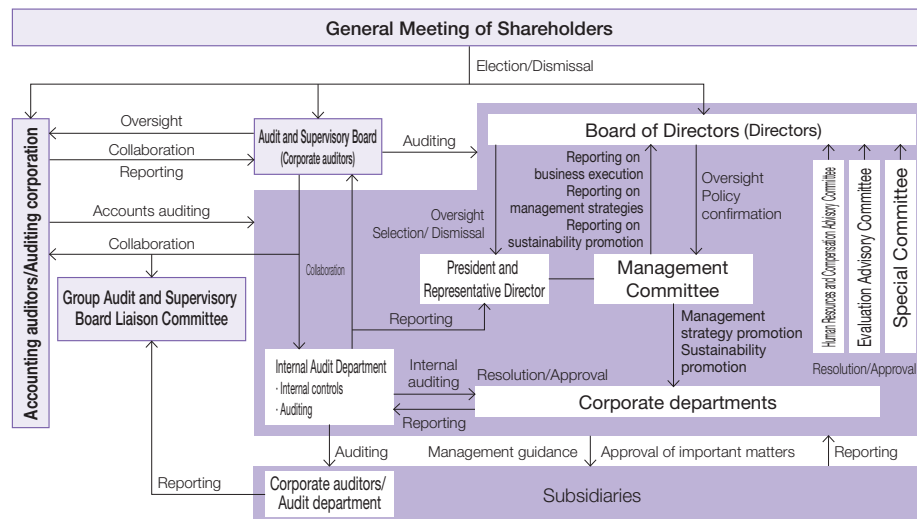 General Meeting of Shareholders
Election/Dismissal
Accounting auditors/Auditing corporation
Oversight
Collaboration
Reporting
Audit and Supervisory Board
(Corporate auditors)
Auditing
Board of Directors (Directors)
Accounts auditing
Collaboration
Group Audit and Supervisory
Board Liaison Committee
Collaboration
Oversight
Selection/ Dismissal
Reporting on
business execution
Reporting on
management strategies
Reporting on
sustainability promotion
Oversight
Policy
confirmation
Human Resources and Compensation Advisory Committee
Evaluation Advisory Committee
Special Committee
Resolution/Approval
President and
Representative Director
Management
Committee
Reporting
Management
strategy promotion
Sustainability
promotion
Internal Audit Department
· Internal controls
· Auditing
Internal
auditing
Reporting
Resolution/Approval
Corporate departments
Auditing
Management guidance
Approval of important matters
Reporting
Reporting
Corporate auditors/
Audit department
Subsidiaries